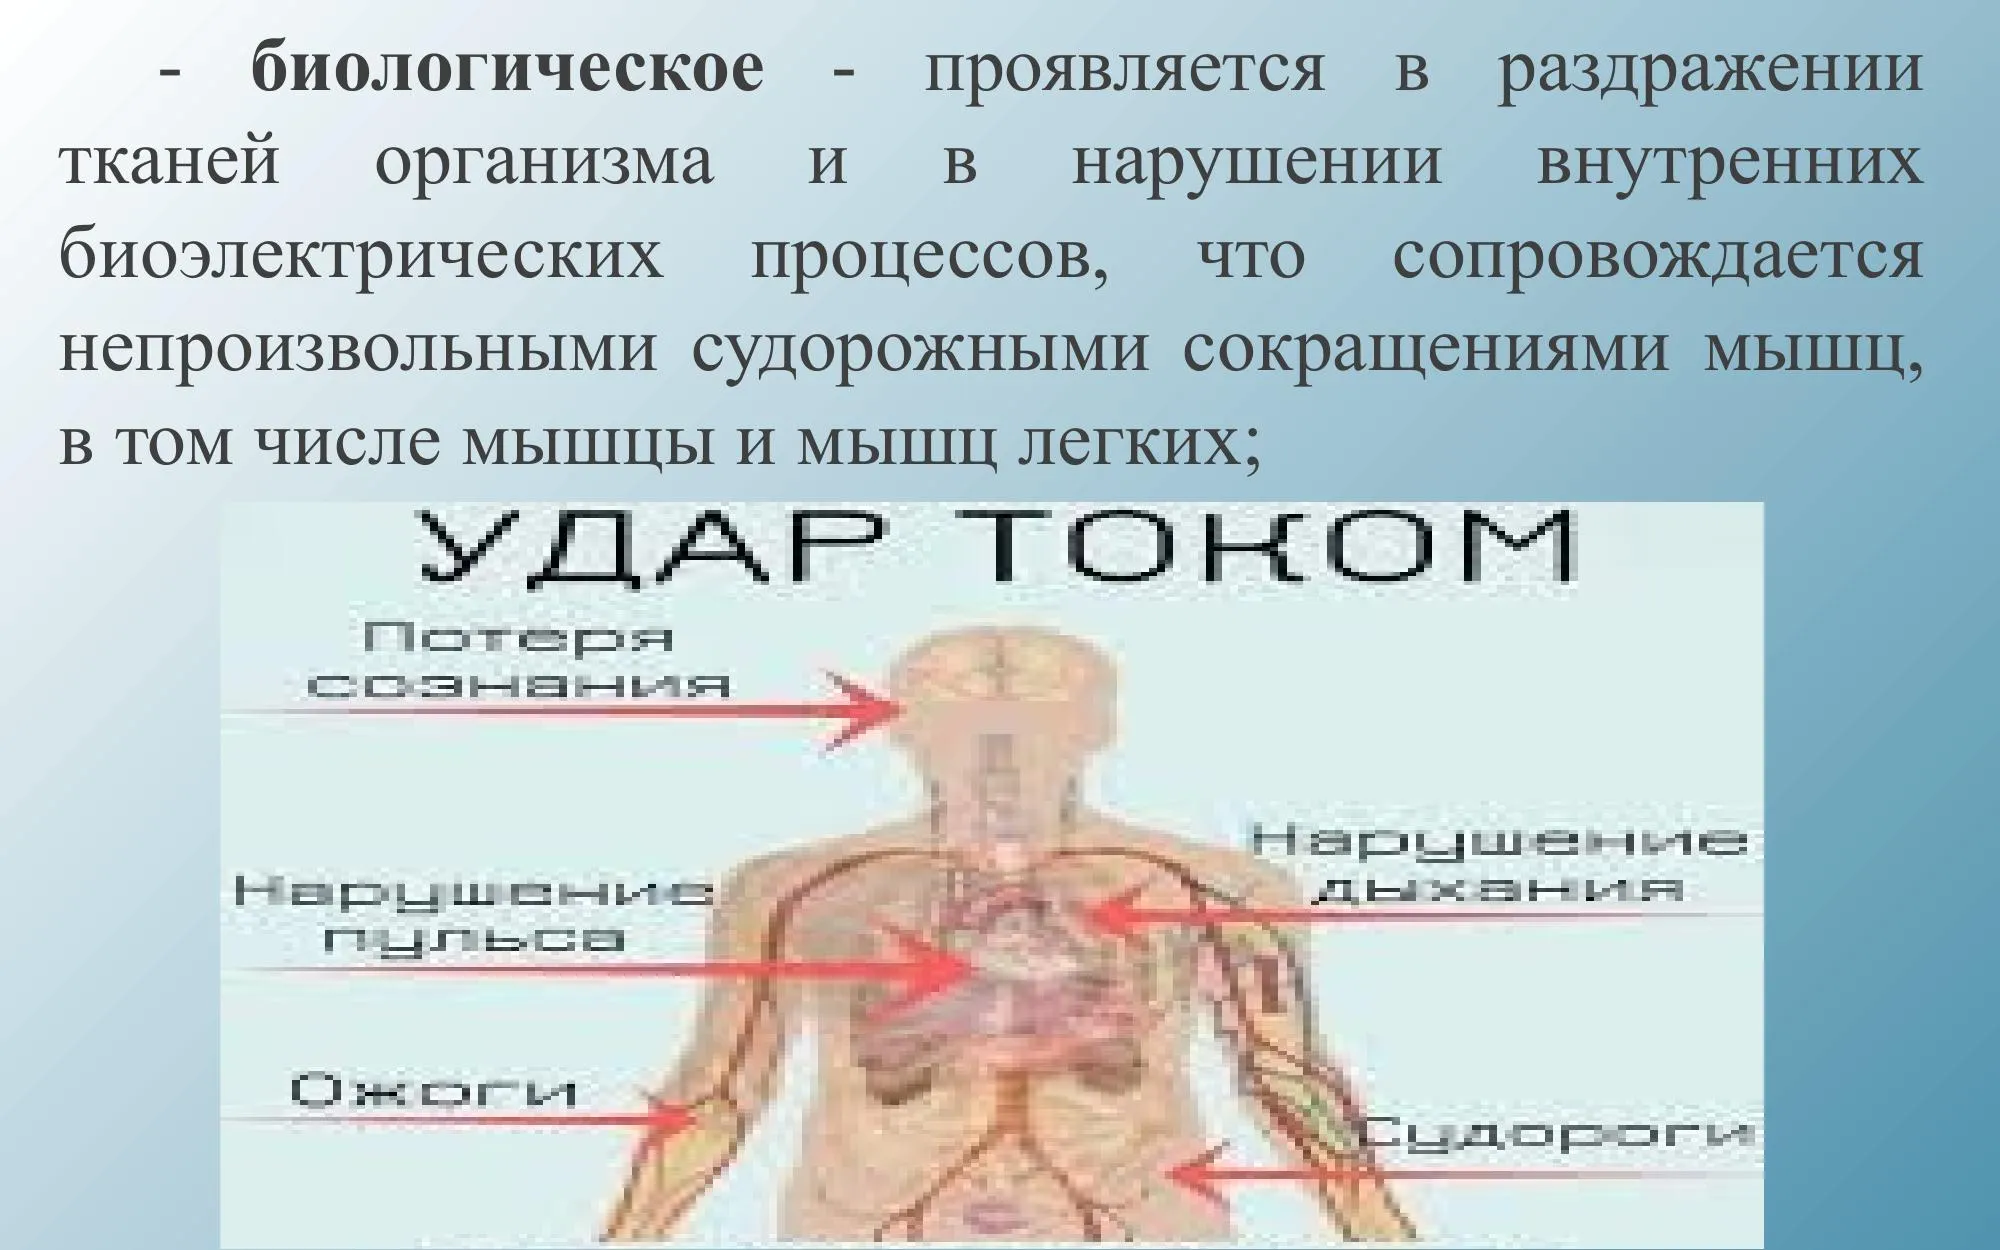 - биологическое - проявляется в раздражении
тканей организма и в нарушении внутренних
биоэлектрических процессов, что сопровождается
непроизвольными судорожными сокращениями мышц,
в том числе мышцы и мышц легких;
УДАР ТОКОМ
Потеря
сознания
Нарушение
дыхания
Нарушение
пульса
Ожоги
Судороги